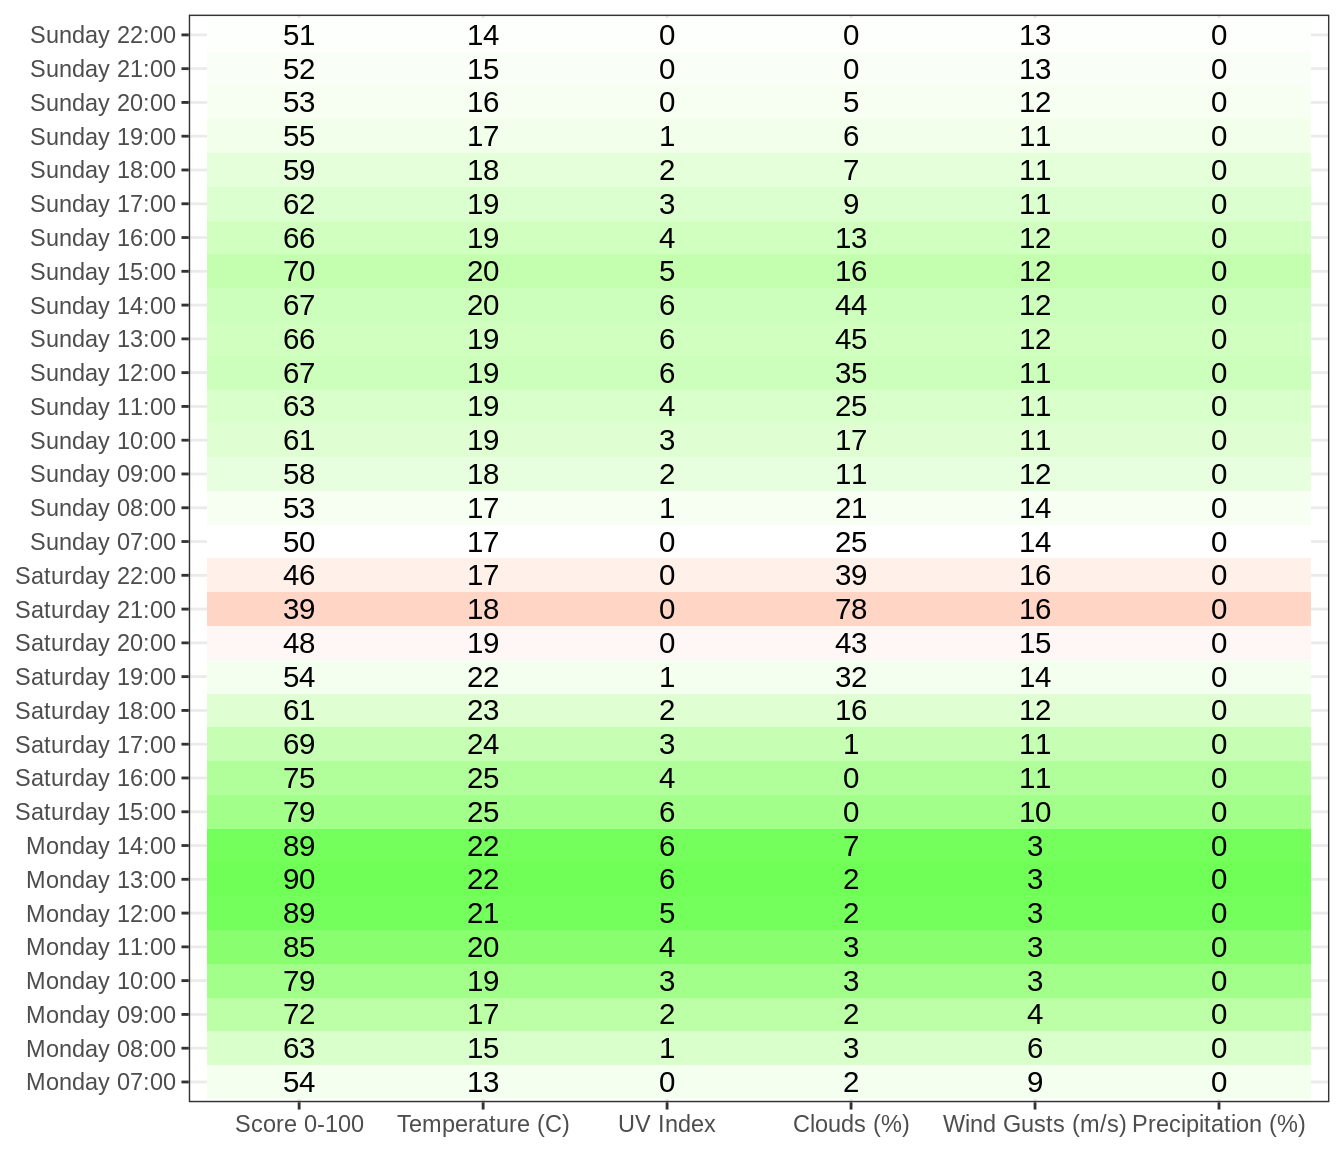 Sunday 22:00 51 14 0 0 13 0
Sunday 21:00 52 15 0 0 13 0
Sunday 20:00 53 16 0 5 12 0
Sunday 19:00 55 17 1 6 11 0
Sunday 18:00 59 18 2 7 11 0
Sunday 17:00 62 19 3 9 11 0
Sunday 16:00 66 19 4 13 12 0
Sunday 15:00 70 20 5 16 12 0
Sunday 14:00 67 20 6 44 12 0
Sunday 13:00 66 19 6 45 12 0
Sunday 12:00 67 19 6 35 11 0
Sunday 11:00 63 19 4 25 11 0
Sunday 10:00 61 19 3 17 11 0
Sunday 09:00 58 18 2 11 12 0
Sunday 08:00 53 17 1 21 14 0
Sunday 07:00 50 17 0 25 14 0
Saturday 22:00 46 17 0 39 16 0
Saturday 21:00 39 18 0 78 16 0
Saturday 20:00 48 19 0 43 15 0
Saturday 19:00 54 22 1 32 14 0
Saturday 18:00 61 23 2 16 12 0
Saturday 17:00 69 24 3 1 11 0
Saturday 16:00 75 25 4 0 11 0
Saturday 15:00 79 25 6 0 10 0
Monday 14:00 89 22 6 7 3 0
Monday 13:00 90 22 6 2 3 0
Monday 12:00 89 21 5 2 3 0
Monday 11:00 85 20 4 3 3 0
Monday 10:00 79 19 3 3 3 0
Monday 09:00 72 17 2 2 4 0
Monday 08:00 63 15 1 3 6 0
Monday 07:00 54 13 0 2 9 0
Score 0-100 Temperature (C) UV Index Clouds (%) Wind Gusts (m/s) Precipitation (%)